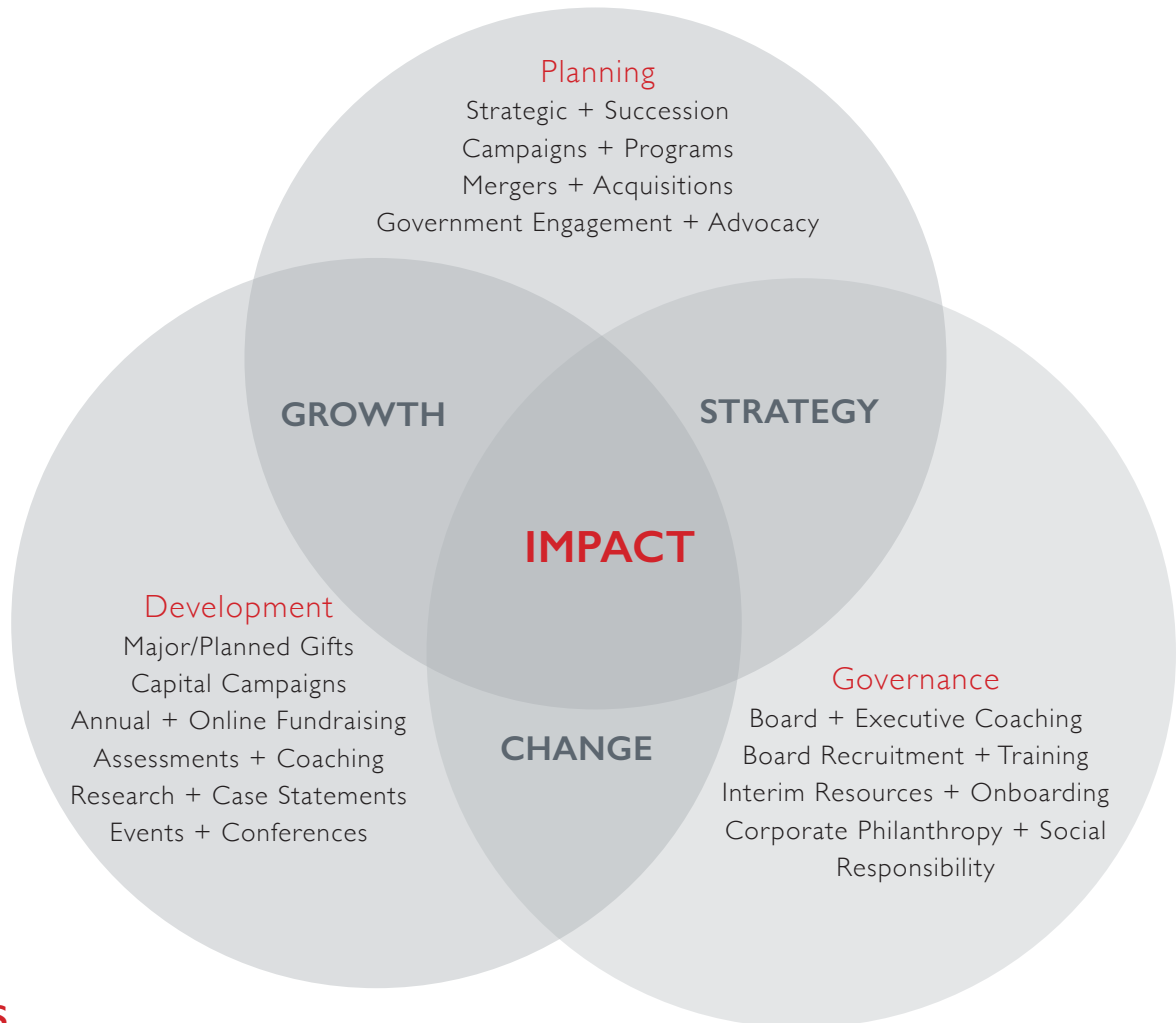 Planning
Strategic + Succession
Campaigns + Programs
Mergers + Acquisitions
Government Engagement + Advocacy
GROWTH
STRATEGY
IMPACT
Development
Major/Planned Gifts
Capital Campaigns
Annual + Online Fundraising
Assessments + Coaching
Research + Case Statements
Events + Conferences
CHANGE
Governance
Board + Executive Coaching
Board Recruitment + Training
Interim Resources + Onboarding
Corporate Philanthropy + Social
Responsibility